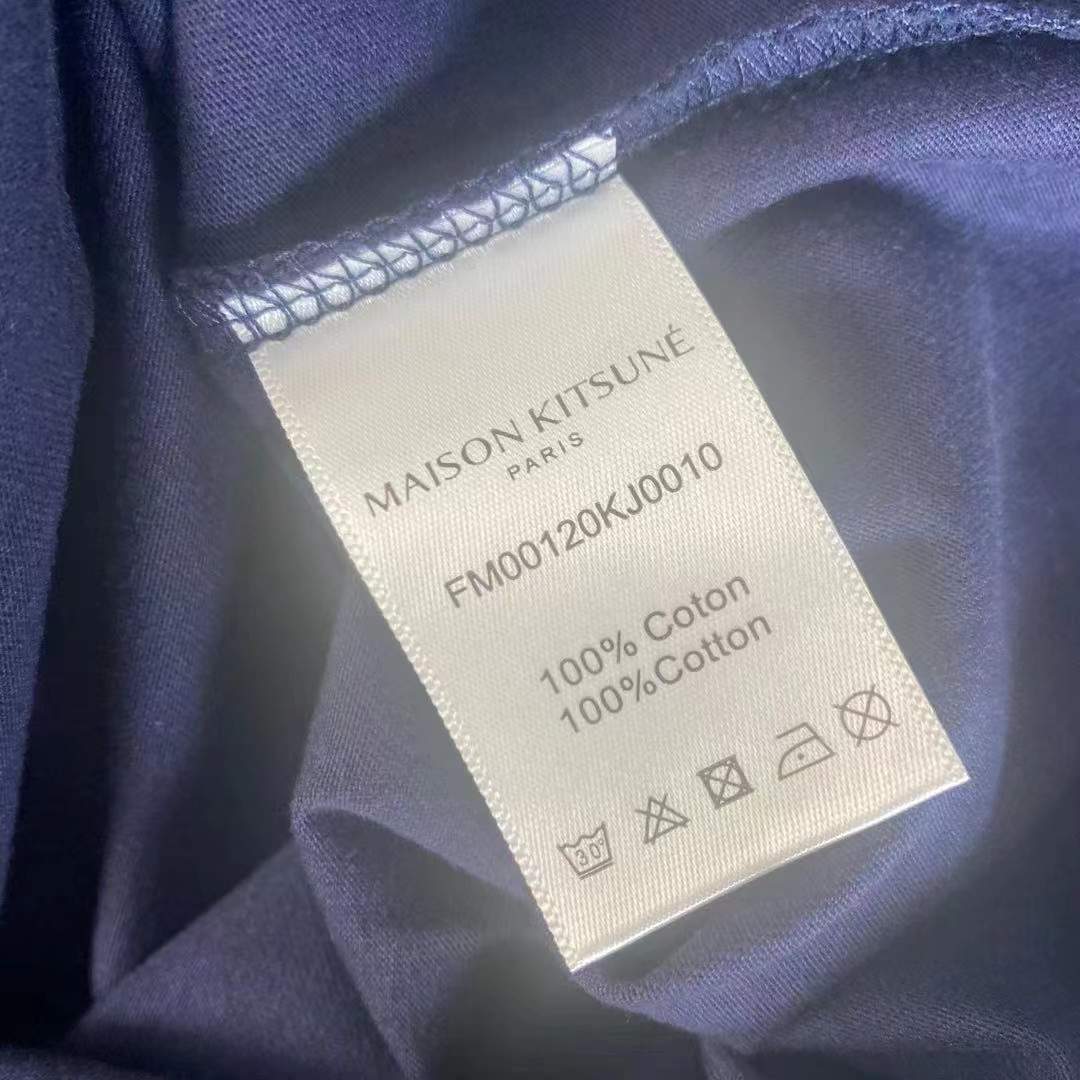 MAISON KITSUNÉ
PARIS
FM00120KJ0010
100% Coton
100%Cotton
30°